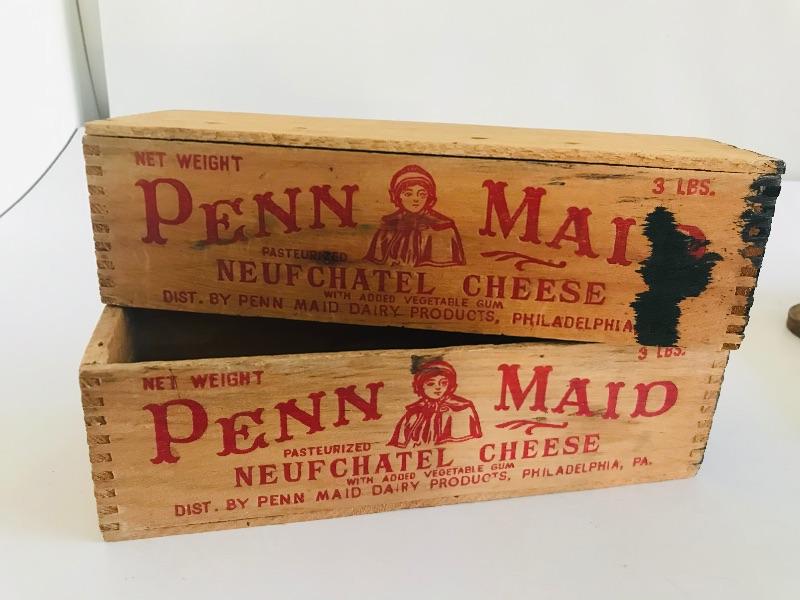 NET WEIGHT 3 LBS.
PENN MAID
PASTEURIZED
NEUFCHATEL CHEESE
WITH ADDED VEGETABLE GUM
DIST. BY PENN MAID DAIRY PRODUCTS, PHILADELPHIA
NET WEIGHT 3 LBS.
PENN MAID
PASTEURIZED
NEUFCHATEL CHEESE
WITH ADDED VEGETABLE GUM
DIST. BY PENN MAID DAIRY PRODUCTS, PHILADELPHIA, PA.